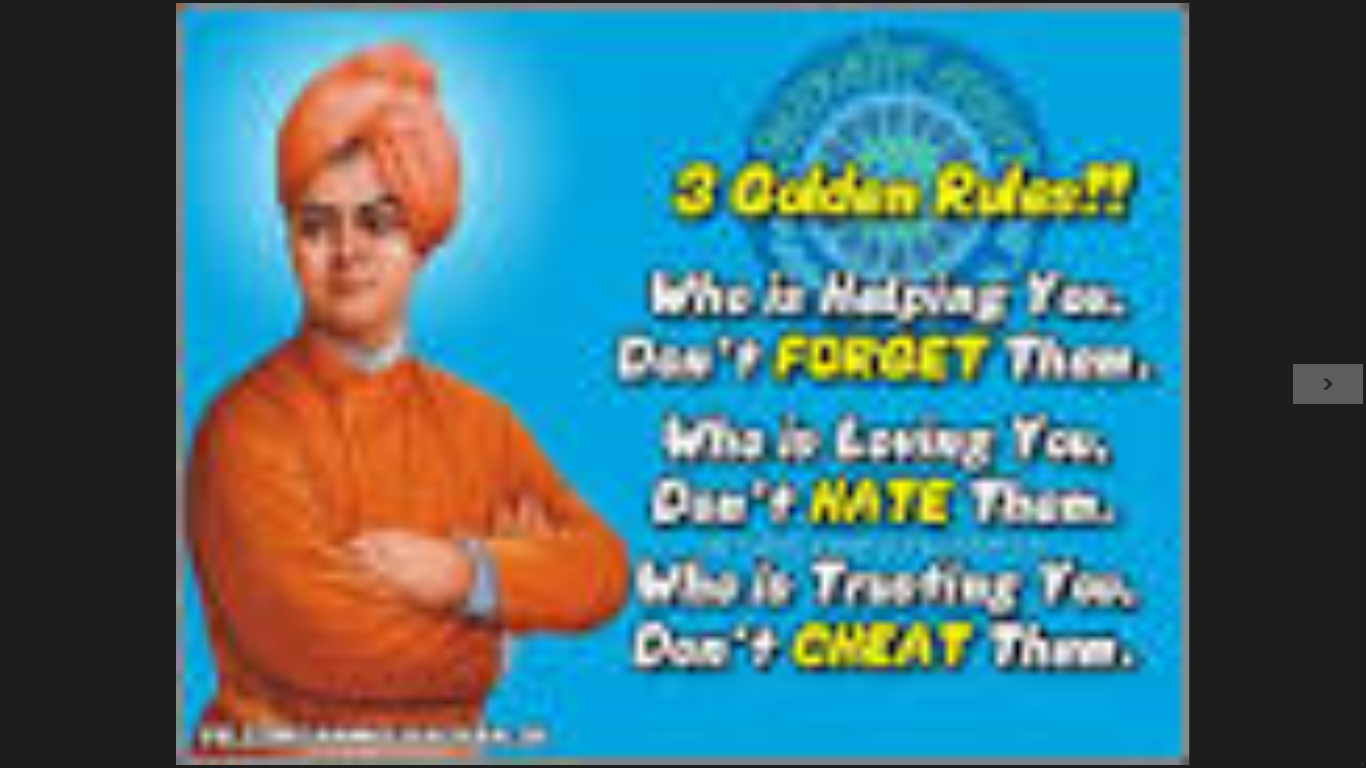 3 Golden Rules!!
Who is Helping You.
Don't FORGET Them.
Who is Loving You.
Don't HATE Them.
Who is Trusting You.
Don't CHEAT Them.